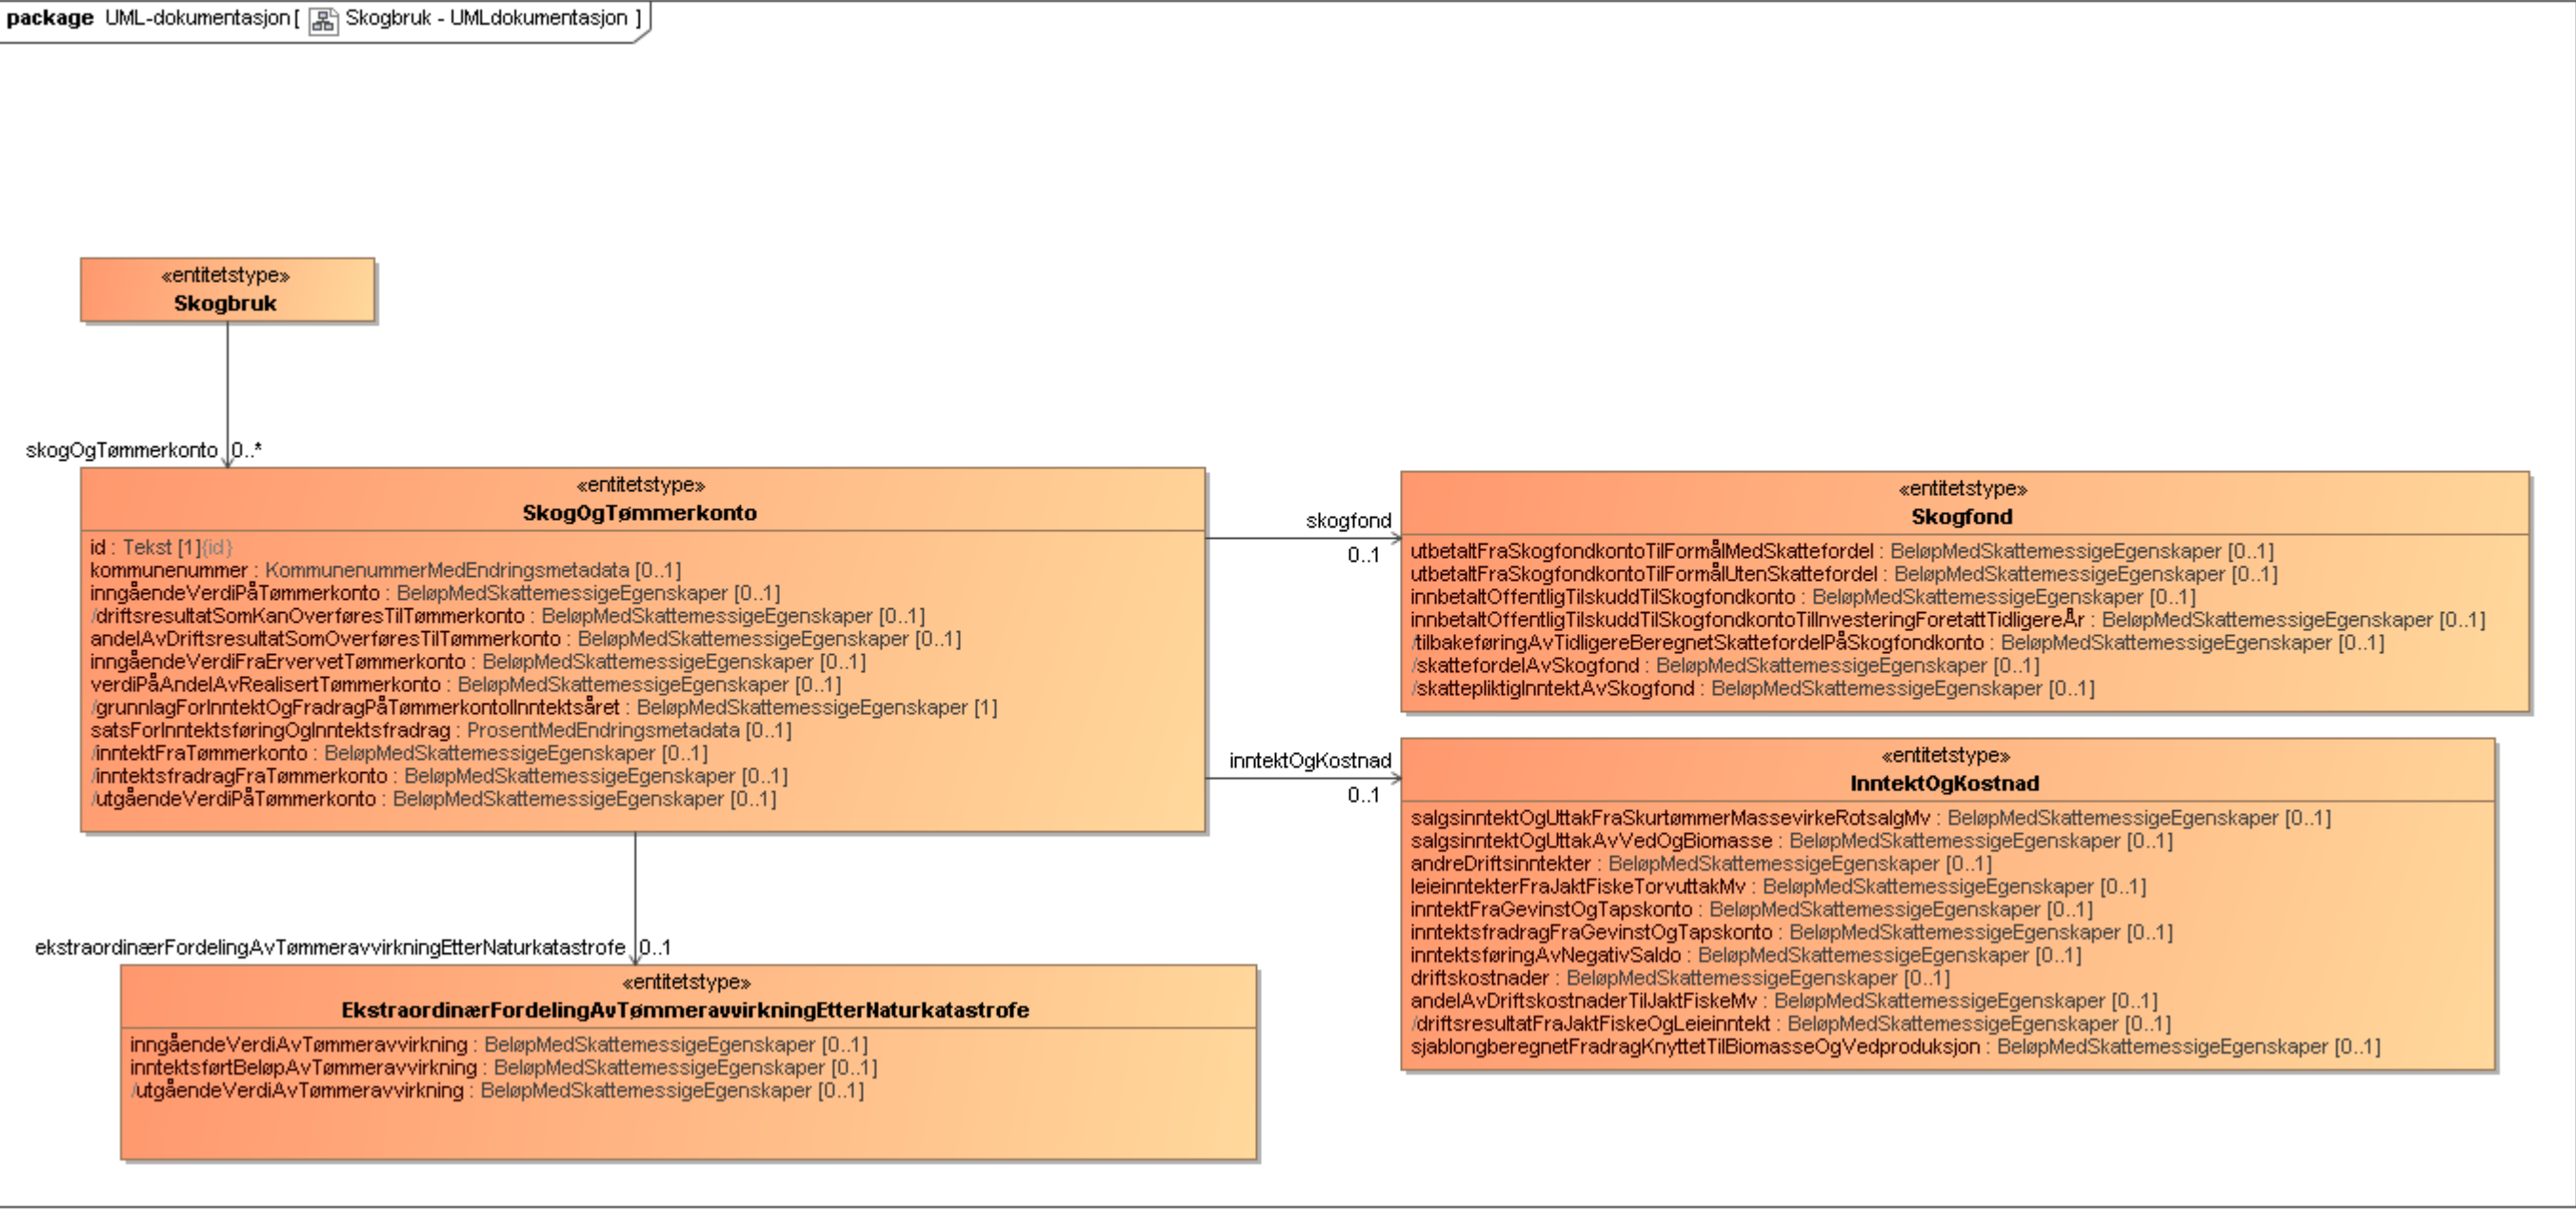 package UML-dokumentasjon[ Skogbruk - UMLdokumentasjon ]
«entitetstype»
Skogbruk
skogOgTømmerkonto 0..*
«entitetstype»
SkogOgTømmerkonto
id : Tekst [1]{id}
kommunenummer : KommunenummerMedEndringsmetadata [0..1]
inngåendeVerdiPåTømmerkonto : BeløpMedSkattemessigeEgenskaper [0..1]
/driftsresultatSomKanOverføresTilTømmerkonto : BeløpMedSkattemessigeEgenskaper [0..1]
andelAvDriftsresultatSomOverføresTilTømmerkonto : BeløpMedSkattemessigeEgenskaper [0..1]
inngåendeVerdiFraErvervetTømmerkonto : BeløpMedSkattemessigeEgenskaper [0..1]
verdiPåAndelAvRealisertTømmerkonto : BeløpMedSkattemessigeEgenskaper [0..1]
/grunnlagForInntektOgFradragPåTømmerkontoIInntektsåret : BeløpMedSkattemessigeEgenskaper [1]
satsForInntektsføringOgInntektsfradrag : ProsentMedEndringsmetadata [0..1]
/inntektFraTømmerkonto : BeløpMedSkattemessigeEgenskaper [0..1]
/inntektsfradragFraTømmerkonto : BeløpMedSkattemessigeEgenskaper [0..1]
/utgåendeVerdiPåTømmerkonto : BeløpMedSkattemessigeEgenskaper [0..1]
skogfond
0..1
«entitetstype»
Skogfond
utbetaltFraSkogfondkontoTilFormålMedSkattefordel : BeløpMedSkattemessigeEgenskaper [0..1]
utbetaltFraSkogfondkontoTilFormålUtenSkattefordel : BeløpMedSkattemessigeEgenskaper [0..1]
innbetaltOffentligTilskuddTilSkogfondkonto : BeløpMedSkattemessigeEgenskaper [0..1]
innbetaltOffentligTilskuddTilSkogfondkontoTilInvesteringForetattTidligereÅr : BeløpMedSkattemessigeEgenskaper [0..1]
/tilbakeføringAvTidligereBeregnetSkattefordelPåSkogfondkonto : BeløpMedSkattemessigeEgenskaper [0..1]
/skattefordelAvSkogfond : BeløpMedSkattemessigeEgenskaper [0..1]
/skattepliktigInntektAvSkogfond : BeløpMedSkattemessigeEgenskaper [0..1]
inntektOgKostnad
0..1
«entitetstype»
InntektOgKostnad
salgsinntektOgUttakFraSkurtømmerMassevirkeRotsalgMv : BeløpMedSkattemessigeEgenskaper [0..1]
salgsinntektOgUttakAvVedOgBiomasse : BeløpMedSkattemessigeEgenskaper [0..1]
andreDriftsinntekter : BeløpMedSkattemessigeEgenskaper [0..1]
leieinntekterFraJaktFiskeTorvuttakMv : BeløpMedSkattemessigeEgenskaper [0..1]
inntektFraGevinstOgTapskonto : BeløpMedSkattemessigeEgenskaper [0..1]
inntektsfradragFraGevinstOgTapskonto : BeløpMedSkattemessigeEgenskaper [0..1]
inntektsføringAvNegativSaldo : BeløpMedSkattemessigeEgenskaper [0..1]
driftskostnader : BeløpMedSkattemessigeEgenskaper [0..1]
andelAvDriftskostnaderTilJaktFiskeMv : BeløpMedSkattemessigeEgenskaper [0..1]
/driftsresultatFraJaktFiskeOgLeieinntekt : BeløpMedSkattemessigeEgenskaper [0..1]
sjablongberegnetFradragKnyttetTilBiomasseOgVedproduksjon : BeløpMedSkattemessigeEgenskaper [0..1]
ekstraordinærFordelingAvTømmeravvirkningEtterNaturkatastrofe 0..1
«entitetstype»
EkstraordinærFordelingAvTømmeravvirkningEtterNaturkatastrofe
inngåendeVerdiAvTømmeravvirkning : BeløpMedSkattemessigeEgenskaper [0..1]
inntektsførtBeløpAvTømmeravvirkning : BeløpMedSkattemessigeEgenskaper [0..1]
/utgåendeVerdiAvTømmeravvirkning : BeløpMedSkattemessigeEgenskaper [0..1]